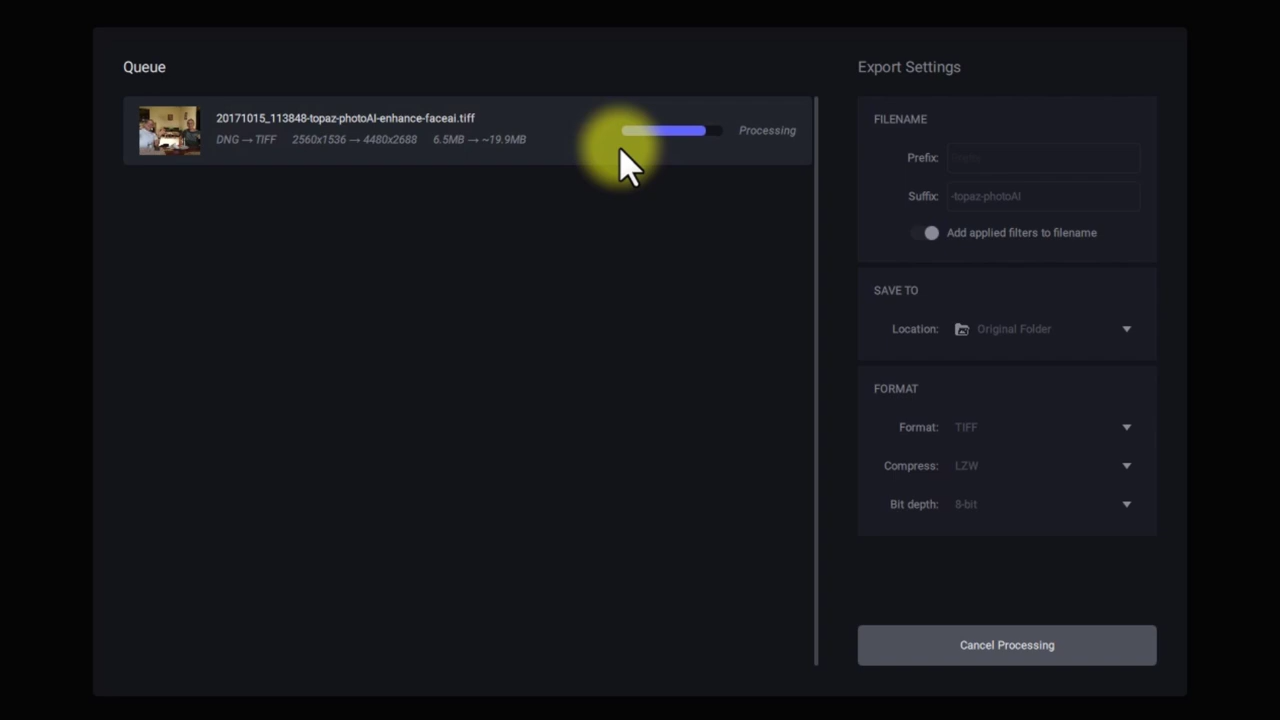 Queue
20171015_113848-topaz-photoAI-enhance-faceai.tiff
DNG → TIFF 2560x1536 → 4480x2688 6.5MB → ~19.9MB
Processing
Export Settings
FILENAME
Prefix: Empty
Suffix: -topaz-photoAI
Add applied filters to filename
SAVE TO
Location: Original Folder
FORMAT
Format: TIFF
Compress: LZW
Bit depth: 8-bit
Cancel Processing